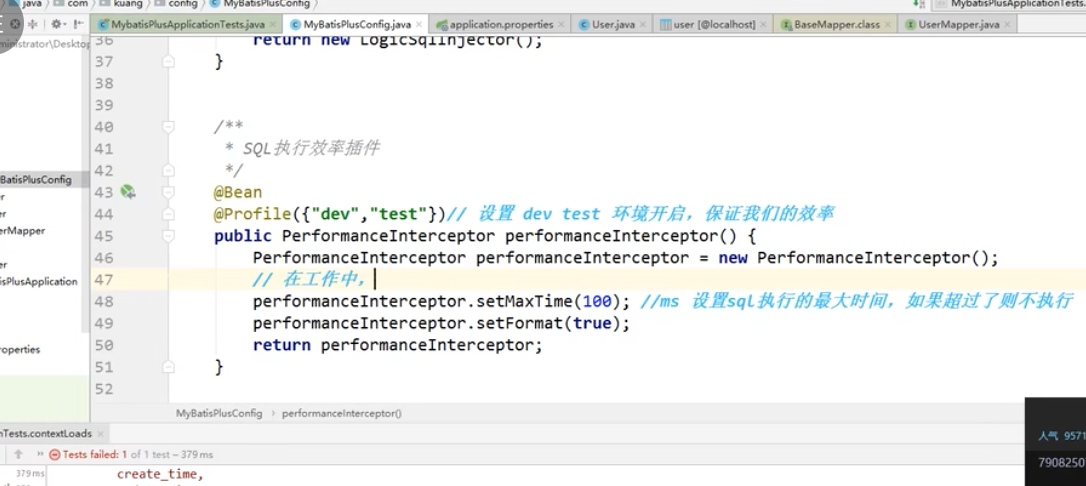 java com kuang config MyBatisPlusConfig
MybatisPlusApplicationTests.
MybatisPlusApplicationTests.java MyBatisPlusConfig.java application.properties User.java user [@localhost] BaseMapper.class UserMapper.java
ministrator\Desktop
36 return new LogicSqlInjector();
37 }
38
39
40 /**
41 * SQL执行效率插件
42 */
BatisPlusConfig
43 @Bean
44 @Profile({"dev","test"})// 设置 dev test 环境开启，保证我们的效率
erMapper
45 public PerformanceInterceptor performanceInterceptor() {
46 PerformanceInterceptor performanceInterceptor = new PerformanceInterceptor();
isPlusApplication
47 // 在工作中，
48 performanceInterceptor.setMaxTime(100); //ms 设置sql执行的最大时间，如果超过了则不执行
49 performanceInterceptor.setFormat(true);
roperties
50 return performanceInterceptor;
51 }
52
MyBatisPlusConfig › performanceInterceptor()
nTests.contextLoads
人气 9571
Tests failed: 1 of 1 test – 379 ms
7908250
379 ms create_time,